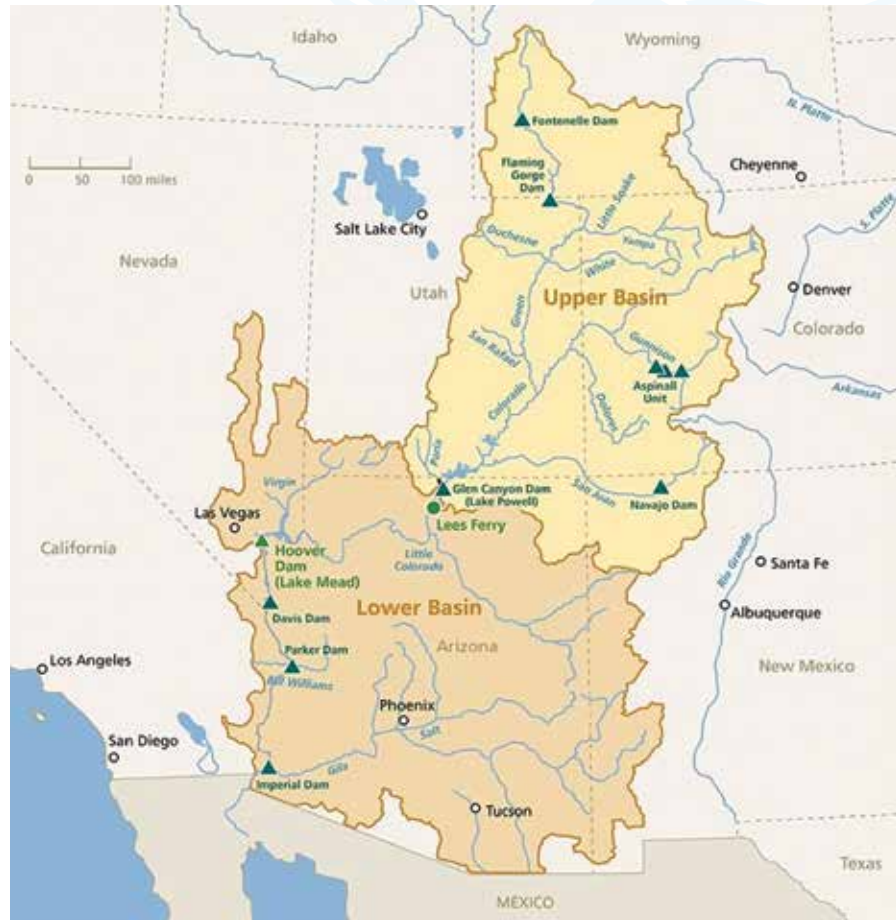 Idaho
Wyoming
N. Platte
Fontenelle Dam
Flaming
Gorge
Dam
Cheyenne
0 50 100 miles
Little Snake
S. Platte
Salt Lake City
Duchesne
Yampa
Nevada
White
Utah
Upper Basin
Denver
Green
Colorado
San Rafael
Gunnison
Aspinall
Unit
Arkansas
Colorado
Dolores
Paria
Virgin
Glen Canyon Dam
(Lake Powell)
San Juan
Navajo Dam
Las Vegas
Lees Ferry
California
Hoover
Dam
(Lake Mead)
Little
Colorado
Rio Grande
Santa Fe
Davis Dam
Lower Basin
Albuquerque
Parker Dam
Arizona
Los Angeles
Bill Williams
New Mexico
Phoenix
Salt
San Diego
Gila
Imperial Dam
Tucson
Texas
MÉXICO